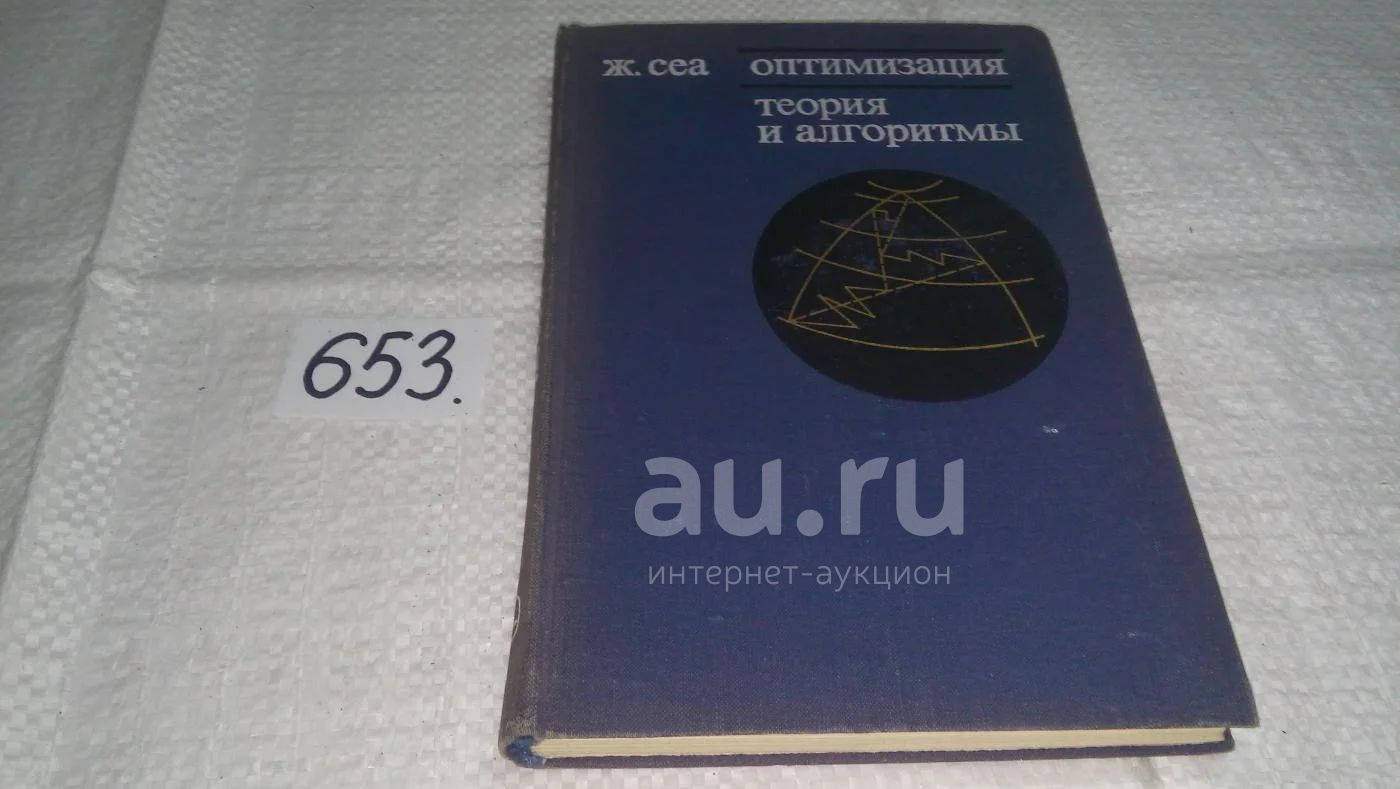 ж. сеа оптимизация
теория
и алгоритмы
653.
au.ru
интернет-аукцион